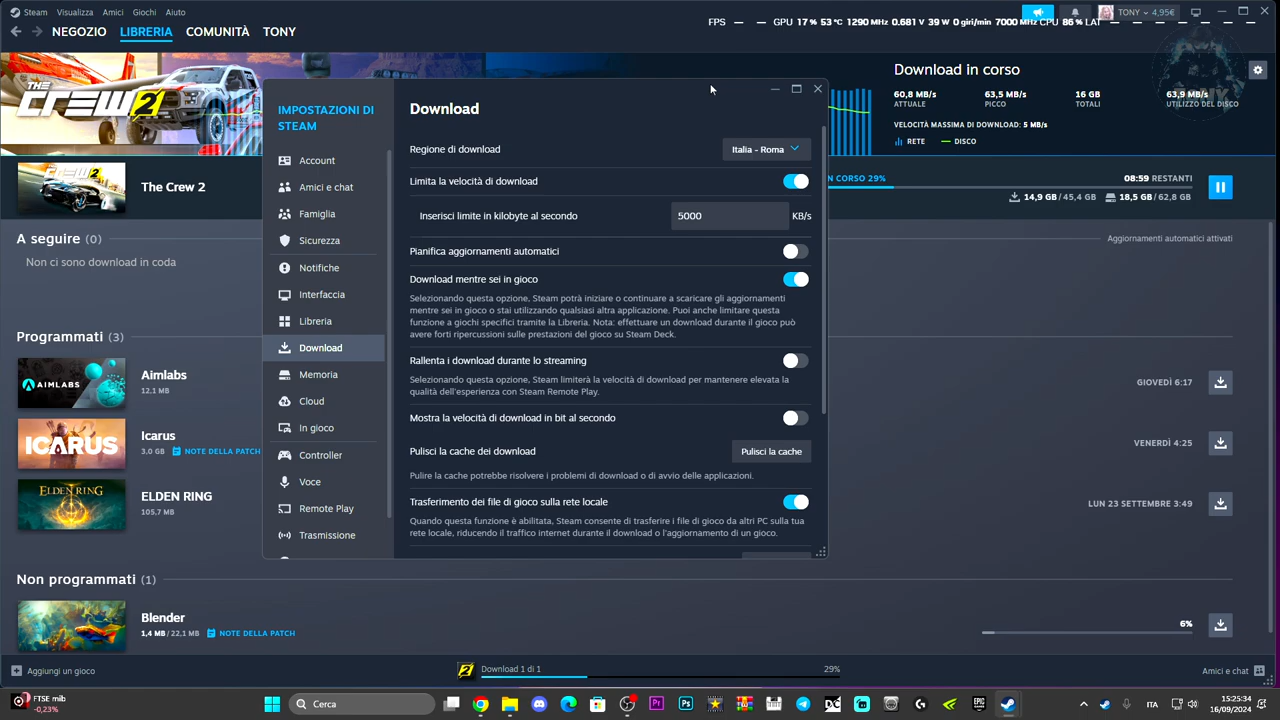 Steam Visualizza Amici Giochi Aiuto
TONY 4,95€
FPS — — GPU 17 % 53 °C 1290 MHz 0.681 V 39 W 0 giri/min 7000 MHz CPU 86 % LAT
NEGOZIO LIBRERIA COMUNITÀ TONY
THE CREW 2
Download in corso
60,8 MB/s 63,5 MB/s 16 GB 63,9 MB/s
ATTUALE PICCO TOTALI UTILIZZO DEL DISCO
VELOCITÀ MASSIMA DI DOWNLOAD: 5 MB/s
RETE DISCO
The Crew 2
N CORSO 29% 08:59 RESTANTI
14,9 GB / 45,4 GB 18,5 GB / 62,8 GB
A seguire (0)
Non ci sono download in coda
Aggiornamenti automatici attivati
Programmati (3)
AIMLABS
Aimlabs
12,1 MB
GIOVEDÌ 6:17
ICARUS
Icarus
3,0 GB NOTE DELLA PATCH
VENERDÌ 4:25
ELDEN RING
ELDEN RING
105,7 MB
LUN 23 SETTEMBRE 3:49
Non programmati (1)
Blender
1,4 MB / 22,1 MB NOTE DELLA PATCH
6%
IMPOSTAZIONI DI
STEAM
Account
Amici e chat
Famiglia
Sicurezza
Notifiche
Interfaccia
Libreria
Download
Memoria
Cloud
In gioco
Controller
Voce
Remote Play
Trasmissione
Download
Regione di download Italia - Roma
Limita la velocità di download
Inserisci limite in kilobyte al secondo 5000 KB/s
Pianifica aggiornamenti automatici
Download mentre sei in gioco
Selezionando questa opzione, Steam potrà iniziare o continuare a scaricare gli aggiornamenti
mentre sei in gioco o stai utilizzando qualsiasi altra applicazione. Puoi anche limitare questa
funzione a giochi specifici tramite la Libreria. Nota: effettuare un download durante il gioco può
avere forti ripercussioni sulle prestazioni del gioco su Steam Deck.
Rallenta i download durante lo streaming
Selezionando questa opzione, Steam limiterà la velocità di download per mantenere elevata la
qualità dell'esperienza con Steam Remote Play.
Mostra la velocità di download in bit al secondo
Pulisci la cache dei download Pulisci la cache
Pulire la cache potrebbe risolvere i problemi di download o di avvio delle applicazioni.
Trasferimento dei file di gioco sulla rete locale
Quando questa funzione è abilitata, Steam consente di trasferire i file di gioco da altri PC sulla tua
rete locale, riducendo il traffico internet durante il download o l'aggiornamento di un gioco.
Aggiungi un gioco
Download 1 di 1 29%
Amici e chat
FTSE mib
-0,23%
Cerca
ITA
15:25:34
16/09/2024